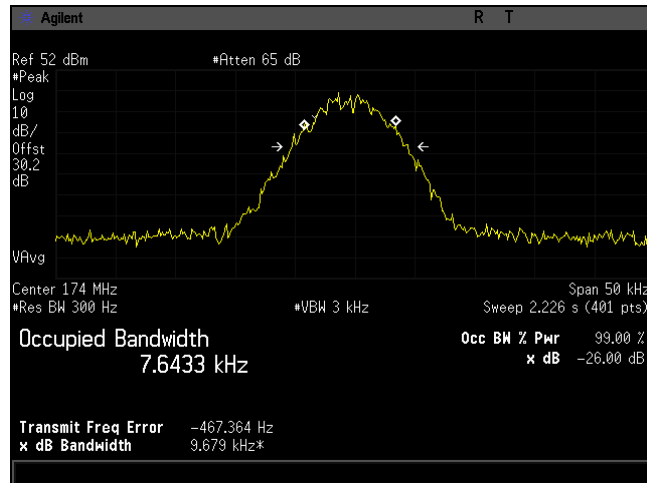 Agilent R T
Ref 52 dBm #Atten 65 dB
#Peak
Log
10
dB/
Offst
30.2
dB
VAvg
Center 174 MHz Span 50 kHz
#Res BW 300 Hz #VBW 3 kHz Sweep 2.226 s (401 pts)
Occupied Bandwidth Occ BW % Pwr 99.00 %
7.6433 kHz x dB -26.00 dB
Transmit Freq Error -467.364 Hz
x dB Bandwidth 9.679 kHz*